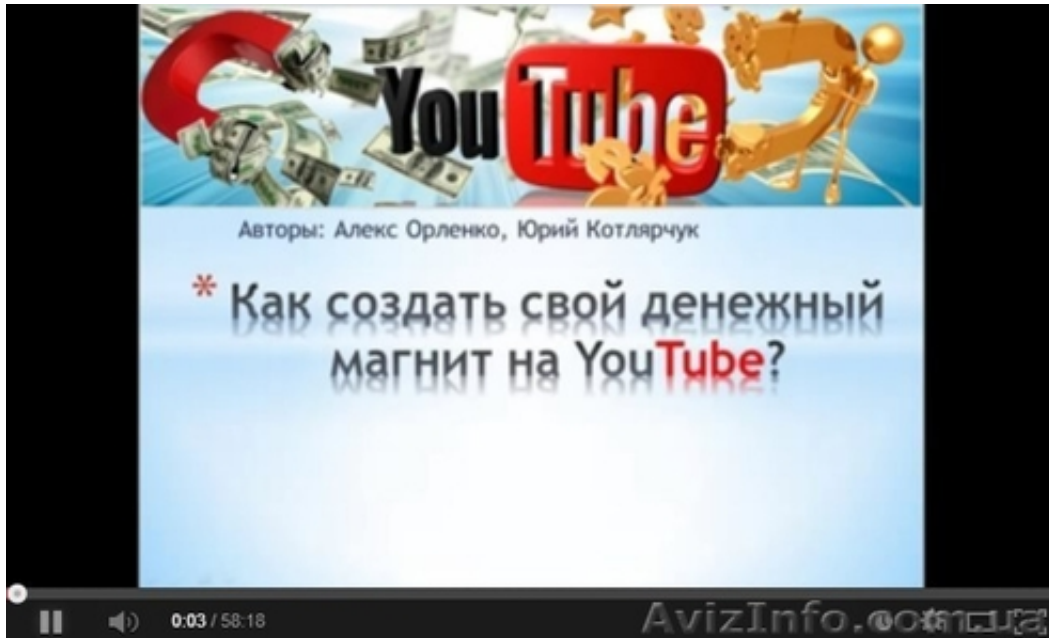 YouTube
Авторы: Алекс Орленко, Юрий Котлярчук
* Как создать свой денежный
магнит на YouTube?
0:03 / 58:18
AvizInfo.com.ua